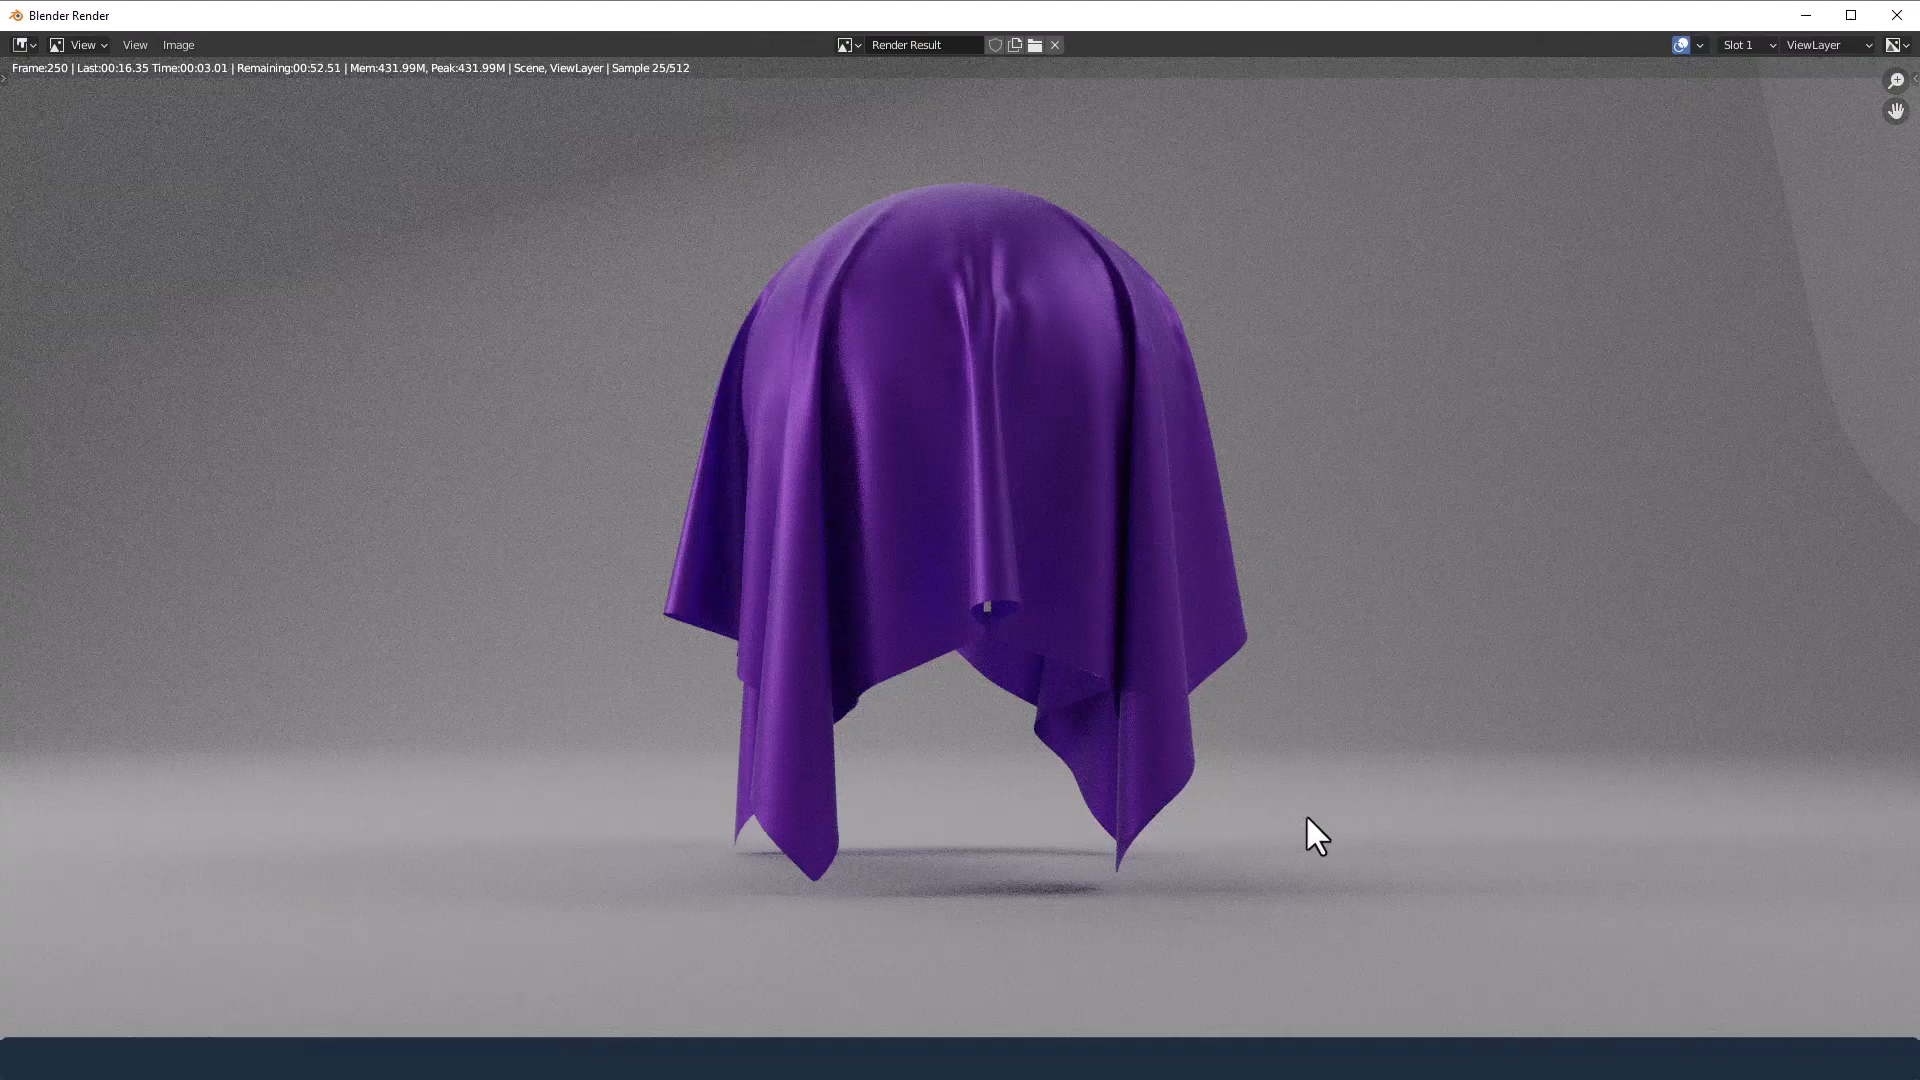 Blender Render
View View Image Render Result Slot 1 ViewLayer
Frame:250 | Last:00:16.35 Time:00:03.01 | Remaining:00:52.51 | Mem:431.99M, Peak:431.99M | Scene, ViewLayer | Sample 25/512